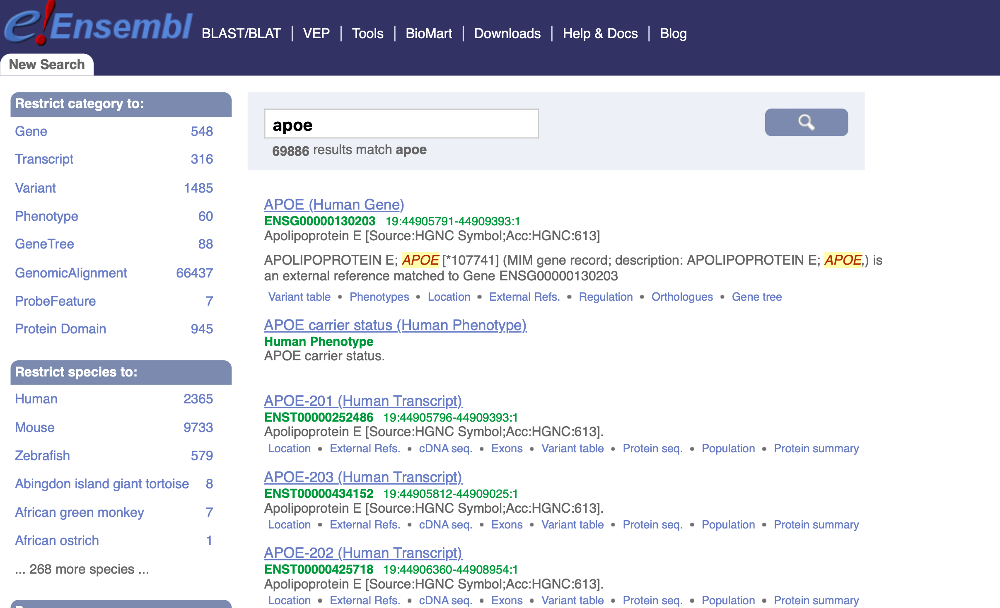 e!Ensembl
BLAST/BLAT | VEP | Tools | BioMart | Downloads | Help & Docs | Blog
New Search
Restrict category to:
Gene 548
Transcript 316
Variant 1485
Phenotype 60
GeneTree 88
GenomicAlignment 66437
ProbeFeature 7
Protein Domain 945
Restrict species to:
Human 2365
Mouse 9733
Zebrafish 579
Abingdon island giant tortoise 8
African green monkey 7
African ostrich 1
... 268 more species ...
apoe
69886 results match apoe
APOE (Human Gene)
ENSG00000130203 19:44905791-44909393:1
Apolipoprotein E [Source:HGNC Symbol;Acc:HGNC:613]
APOLIPOPROTEIN E; APOE [*107741] (MIM gene record; description: APOLIPOPROTEIN E; APOE,) is
an external reference matched to Gene ENSG00000130203
Variant table • Phenotypes • Location • External Refs. • Regulation • Orthologues • Gene tree
APOE carrier status (Human Phenotype)
Human Phenotype
APOE carrier status.
APOE-201 (Human Transcript)
ENST00000252486 19:44905796-44909393:1
Apolipoprotein E [Source:HGNC Symbol;Acc:HGNC:613].
Location • External Refs. • cDNA seq. • Exons • Variant table • Protein seq. • Population • Protein summary
APOE-203 (Human Transcript)
ENST00000434152 19:44905812-44909025:1
Apolipoprotein E [Source:HGNC Symbol;Acc:HGNC:613].
Location • External Refs. • cDNA seq. • Exons • Variant table • Protein seq. • Population • Protein summary
APOE-202 (Human Transcript)
ENST00000425718 19:44906360-44908954:1
Apolipoprotein E [Source:HGNC Symbol;Acc:HGNC:613].
Location • External Refs. • cDNA seq. • Exons • Variant table • Protein seq. • Population • Protein summary